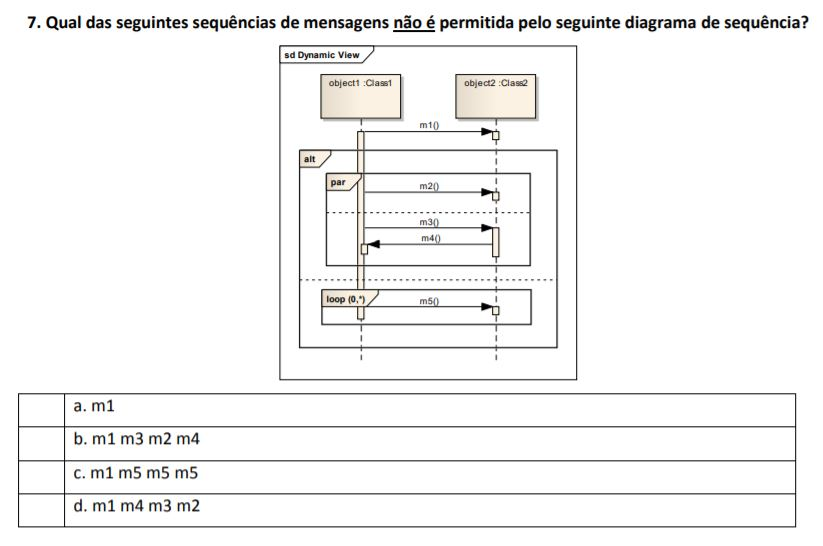 7. Qual das seguintes sequências de mensagens não é permitida pelo seguinte diagrama de sequência?
sd Dynamic View
object1 :Class1
object2 :Class2
m1()
alt
par
m2()
m3()
m4()
loop (0,*)
m5()
a. m1
b. m1 m3 m2 m4
c. m1 m5 m5 m5
d. m1 m4 m3 m2